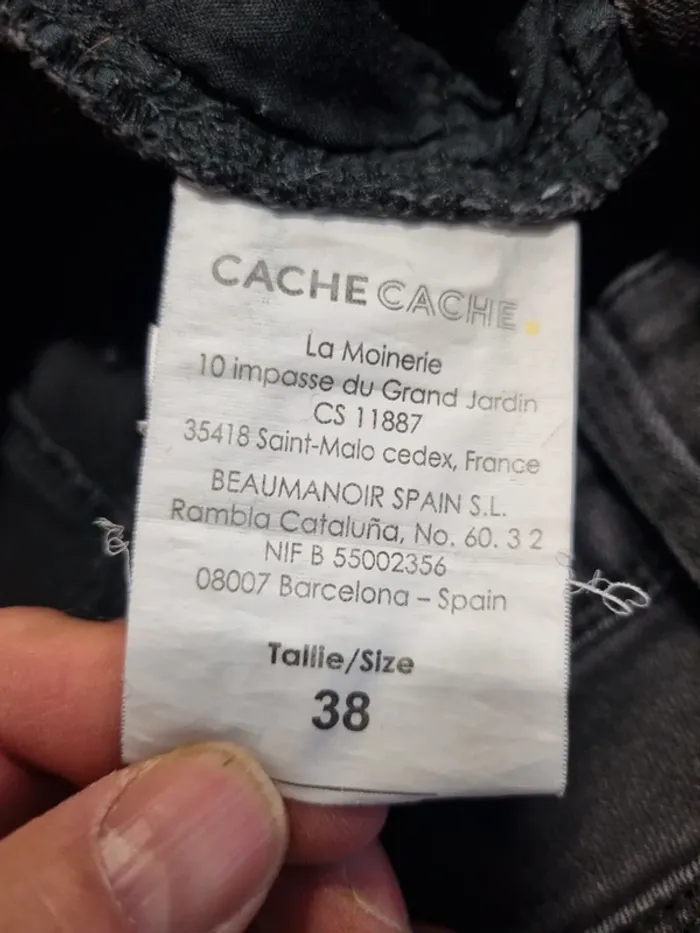 CACHE CACHE.
La Moinerie
10 impasse du Grand Jardin
CS 11887
35418 Saint-Malo cedex, France
BEAUMANOIR SPAIN S.L.
Rambla Cataluña, No. 60. 3 2
NIF B 55002356
08007 Barcelona – Spain
Taille/Size
38